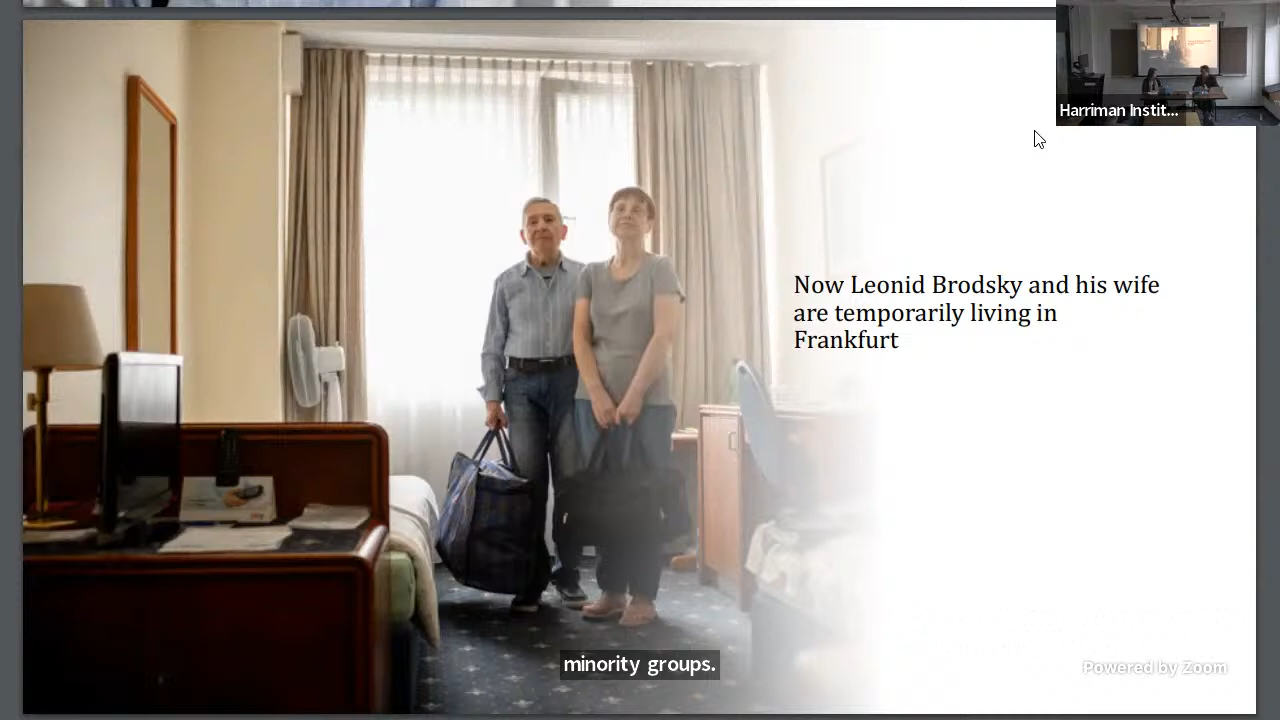 Harriman Instit...
Now Leonid Brodsky and his wife
are temporarily living in
Frankfurt
minority groups.
Powered by Zoom